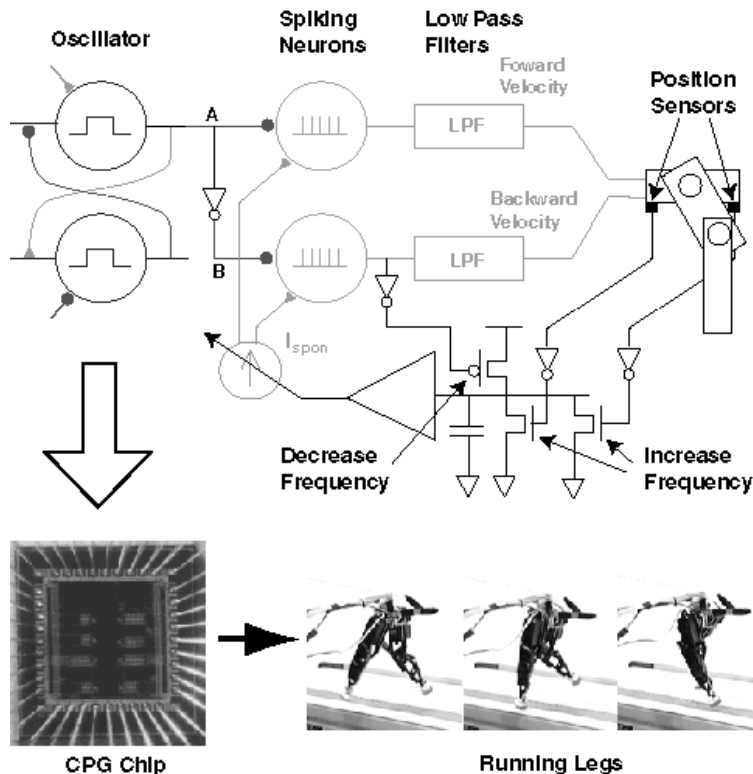 Oscillator
Spiking
Neurons
Low Pass
Filters
Foward
Velocity
Position
Sensors
A
LPF
Backward
Velocity
B
LPF
Ispon
Decrease
Frequency
Increase
Frequency
CPG Chip
Running Legs